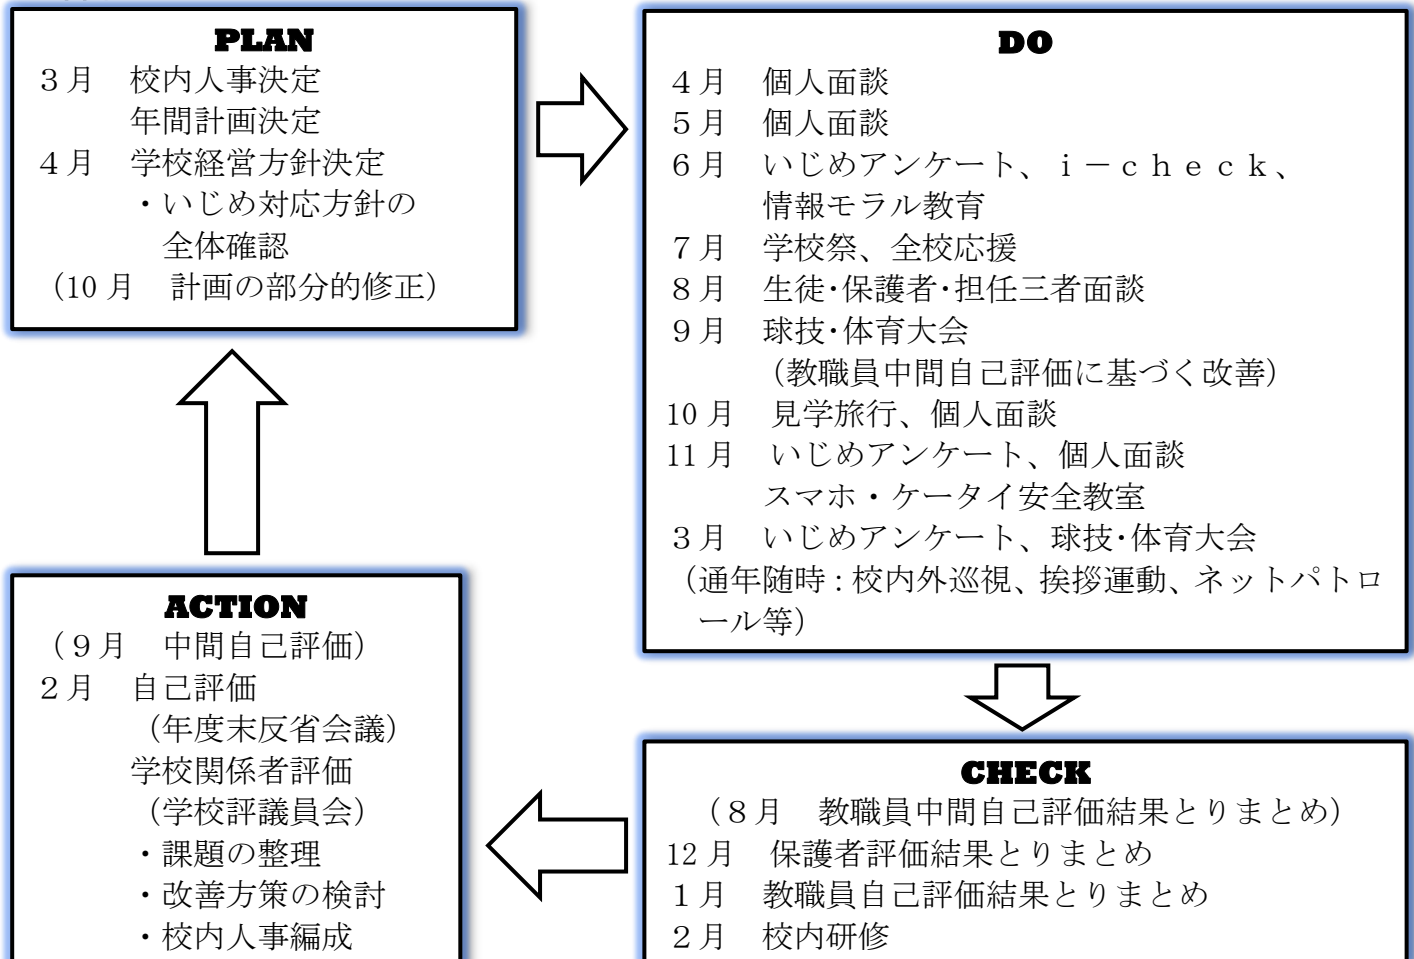 PLAN
３月　校内人事決定
年間計画決定
４月　学校経営方針決定
・いじめ対応方針の
全体確認
（10 月　計画の部分的修正）
DO
４月　個人面談
５月　個人面談
６月　いじめアンケート、ｉ－ｃｈｅｃｋ、
情報モラル教育
７月　学校祭、全校応援
８月　生徒･保護者･担任三者面談
９月　球技･体育大会
（教職員中間自己評価に基づく改善）
10 月　見学旅行、個人面談
11 月　いじめアンケート、個人面談
スマホ・ケータイ安全教室
３月　いじめアンケート、球技･体育大会
（通年随時：校内外巡視、挨拶運動、ネットパトロ
ール等）
CHECK
（８月　教職員中間自己評価結果とりまとめ）
12 月　保護者評価結果とりまとめ
１月　教職員自己評価結果とりまとめ
２月　校内研修
ACTION
（９月　中間自己評価）
２月　自己評価
（年度末反省会議）
学校関係者評価
（学校評議員会）
・課題の整理
・改善方策の検討
・校内人事編成